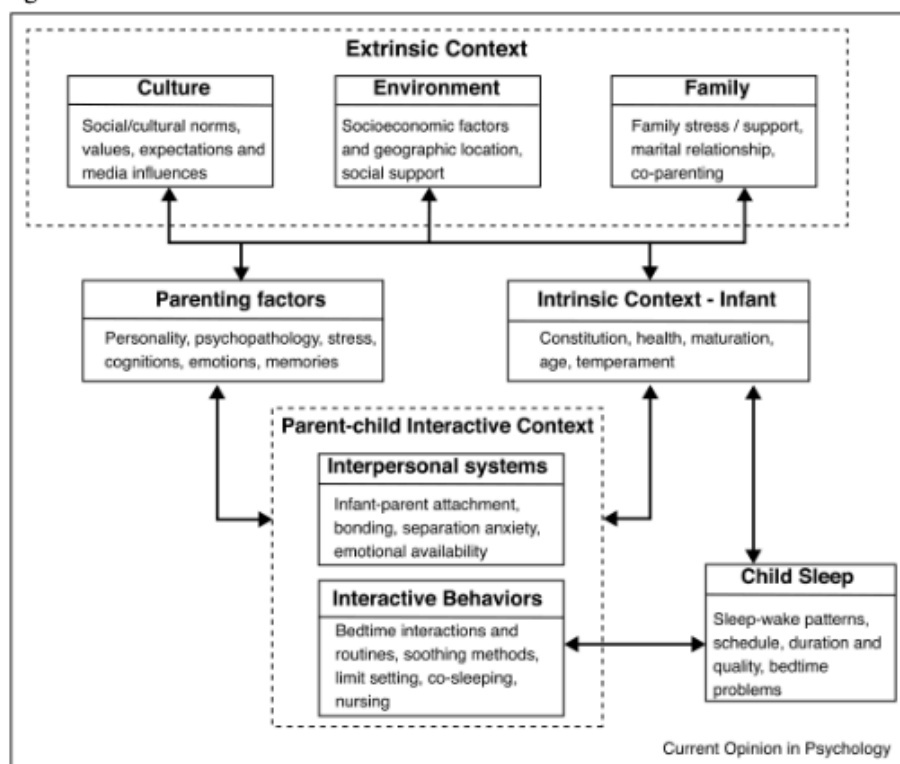 Extrinsic Context
Culture
Social/cultural norms,
values, expectations and
media influences
Environment
Socioeconomic factors
and geographic location,
social support
Family
Family stress / support,
marital relationship,
co-parenting
Parenting factors
Personality, psychopathology, stress,
cognitions, emotions, memories
Intrinsic Context - Infant
Constitution, health, maturation,
age, temperament
Parent-child Interactive Context
Interpersonal systems
Infant-parent attachment,
bonding, separation anxiety,
emotional availability
Interactive Behaviors
Bedtime interactions and
routines, soothing methods,
limit setting, co-sleeping,
nursing
Child Sleep
Sleep-wake patterns,
schedule, duration and
quality, bedtime
problems
Current Opinion in Psychology